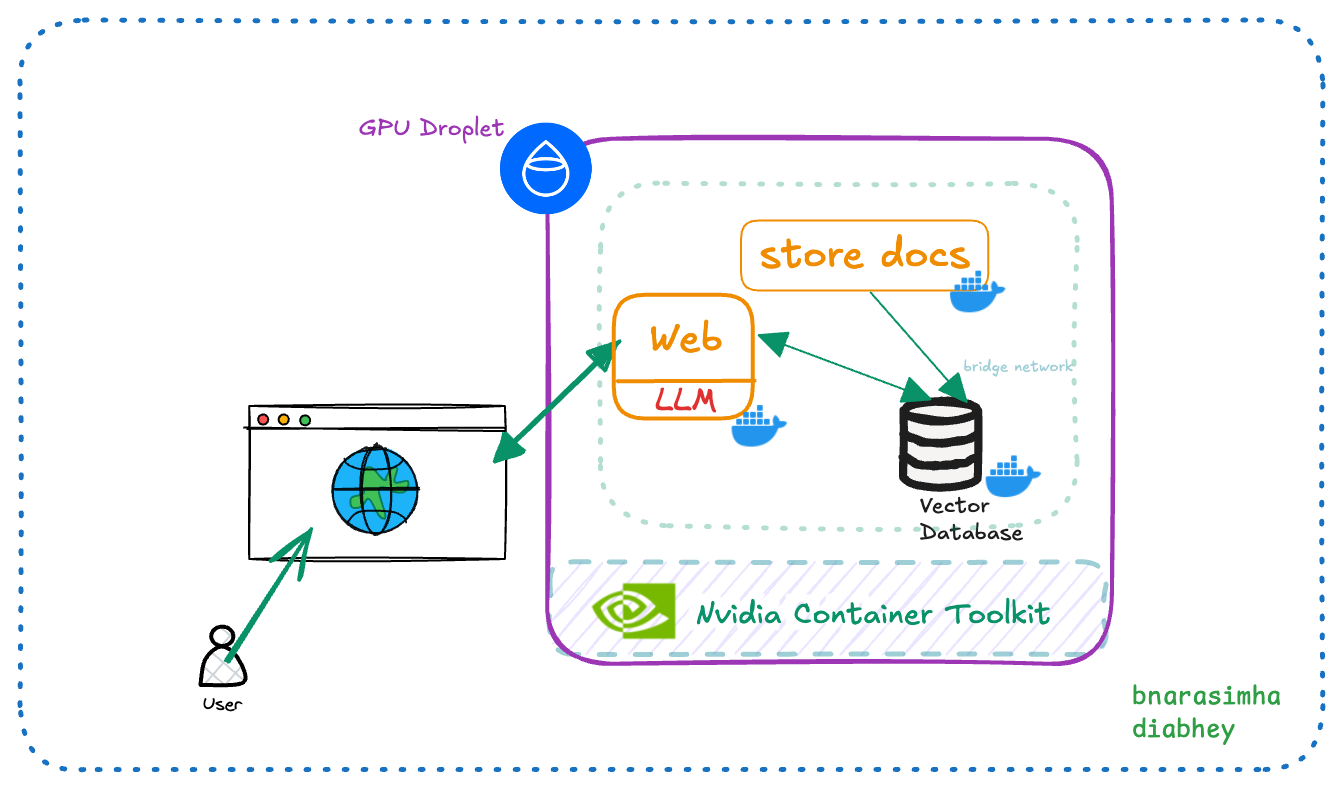 GPU Droplet
store docs
Web
LLM
bridge network
Vector
Database
Nvidia Container Toolkit
User
bnarasimha
diabhey